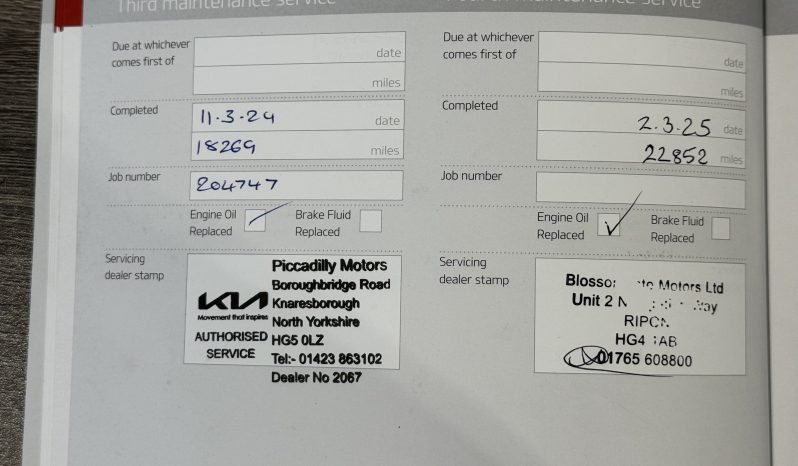 Third maintenance service
Due at whichever
comes first of
date
miles
Completed
11.3.24 date
18269 miles
Job number
204747
Engine Oil
Replaced
Brake Fluid
Replaced
Servicing
dealer stamp
KIA
Movement that inspires
AUTHORISED
SERVICE
Piccadilly Motors
Boroughbridge Road
Knaresborough
North Yorkshire
HG5 0LZ
Tel:- 01423 863102
Dealer No 2067
maintenance service
Due at whichever
comes first of
date
miles
Completed
2.3.25 date
22852 miles
Job number
Engine Oil
Replaced
Brake Fluid
Replaced
Servicing
dealer stamp
Motors Ltd
Unit 2
HG4
01765 608800